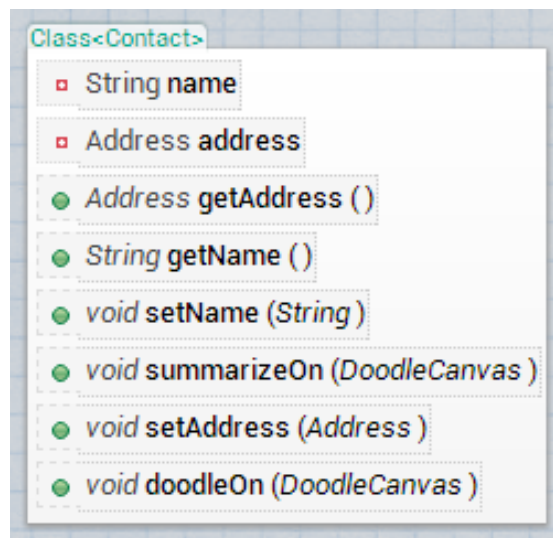 Class<Contact>
String name
Address address
Address getAddress ( )
String getName ( )
void setName (String )
void summarizeOn (DoodleCanvas )
void setAddress (Address )
void doodleOn (DoodleCanvas )